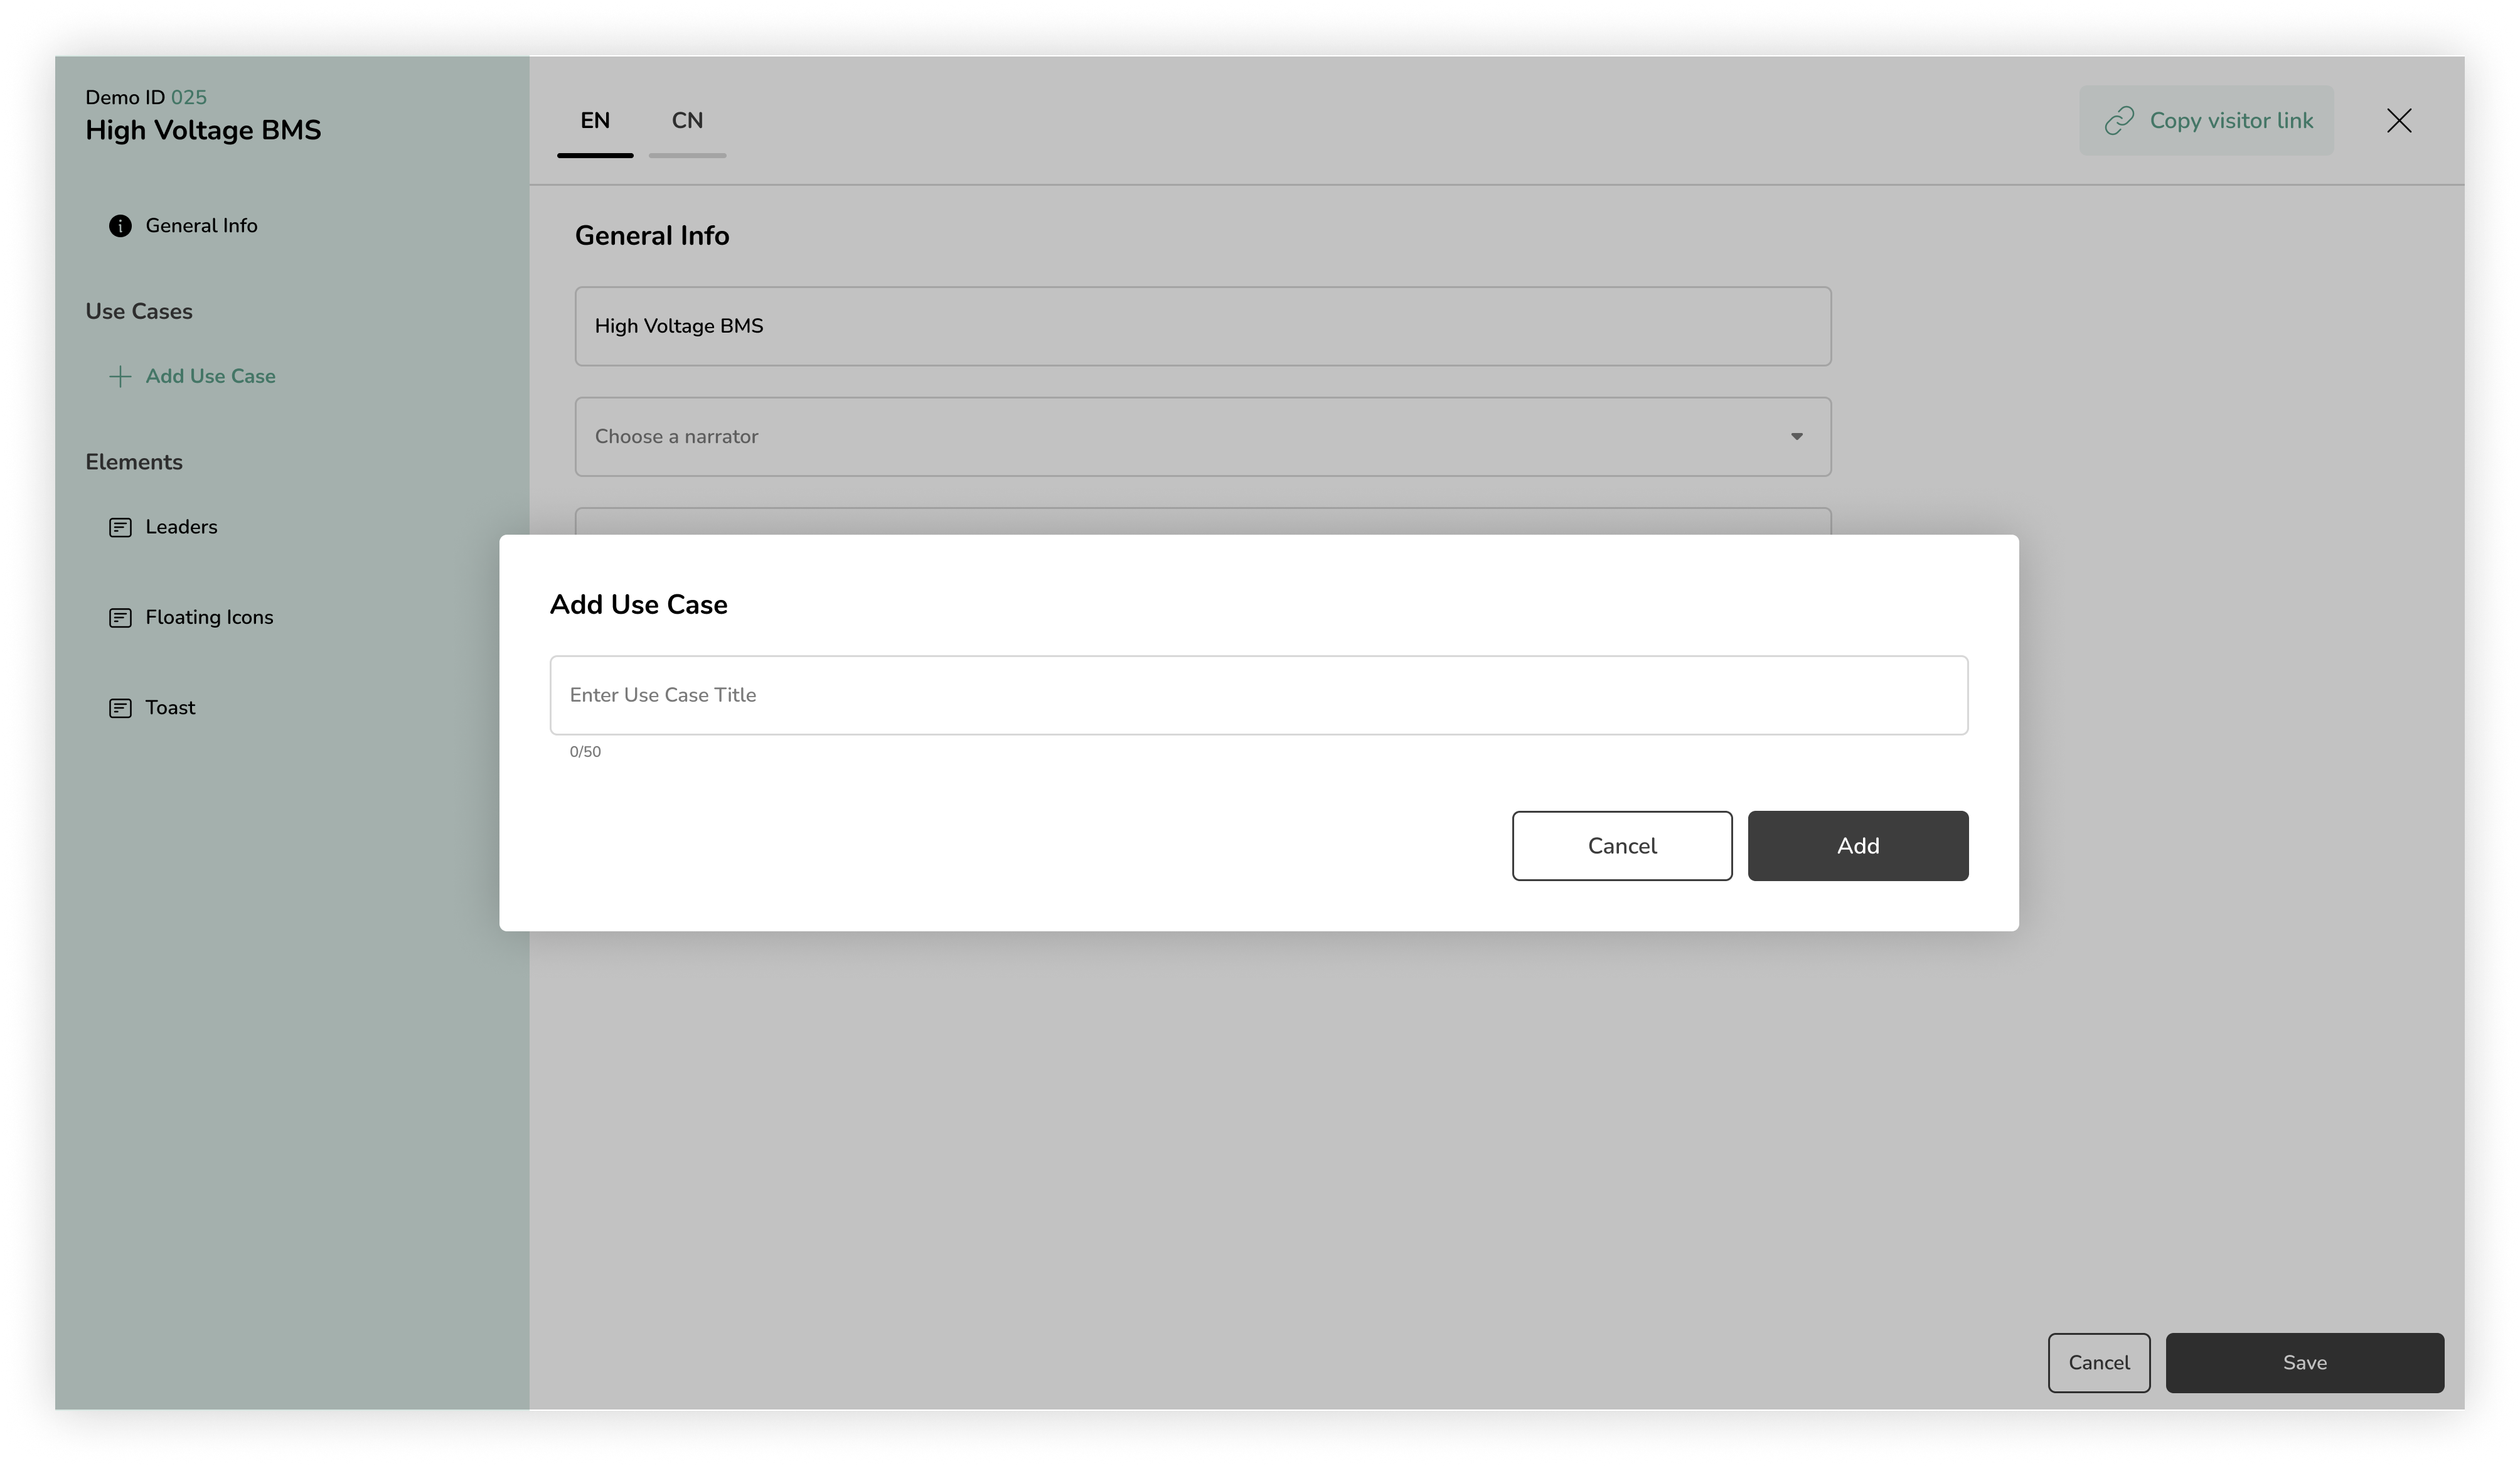 Demo ID 025
High Voltage BMS
General Info
Use Cases
Add Use Case
Elements
Leaders
Floating Icons
Toast
EN
CN
Copy visitor link
General Info
High Voltage BMS
Choose a narrator
Add Use Case
Enter Use Case Title
0/50
Cancel
Add
Cancel
Save